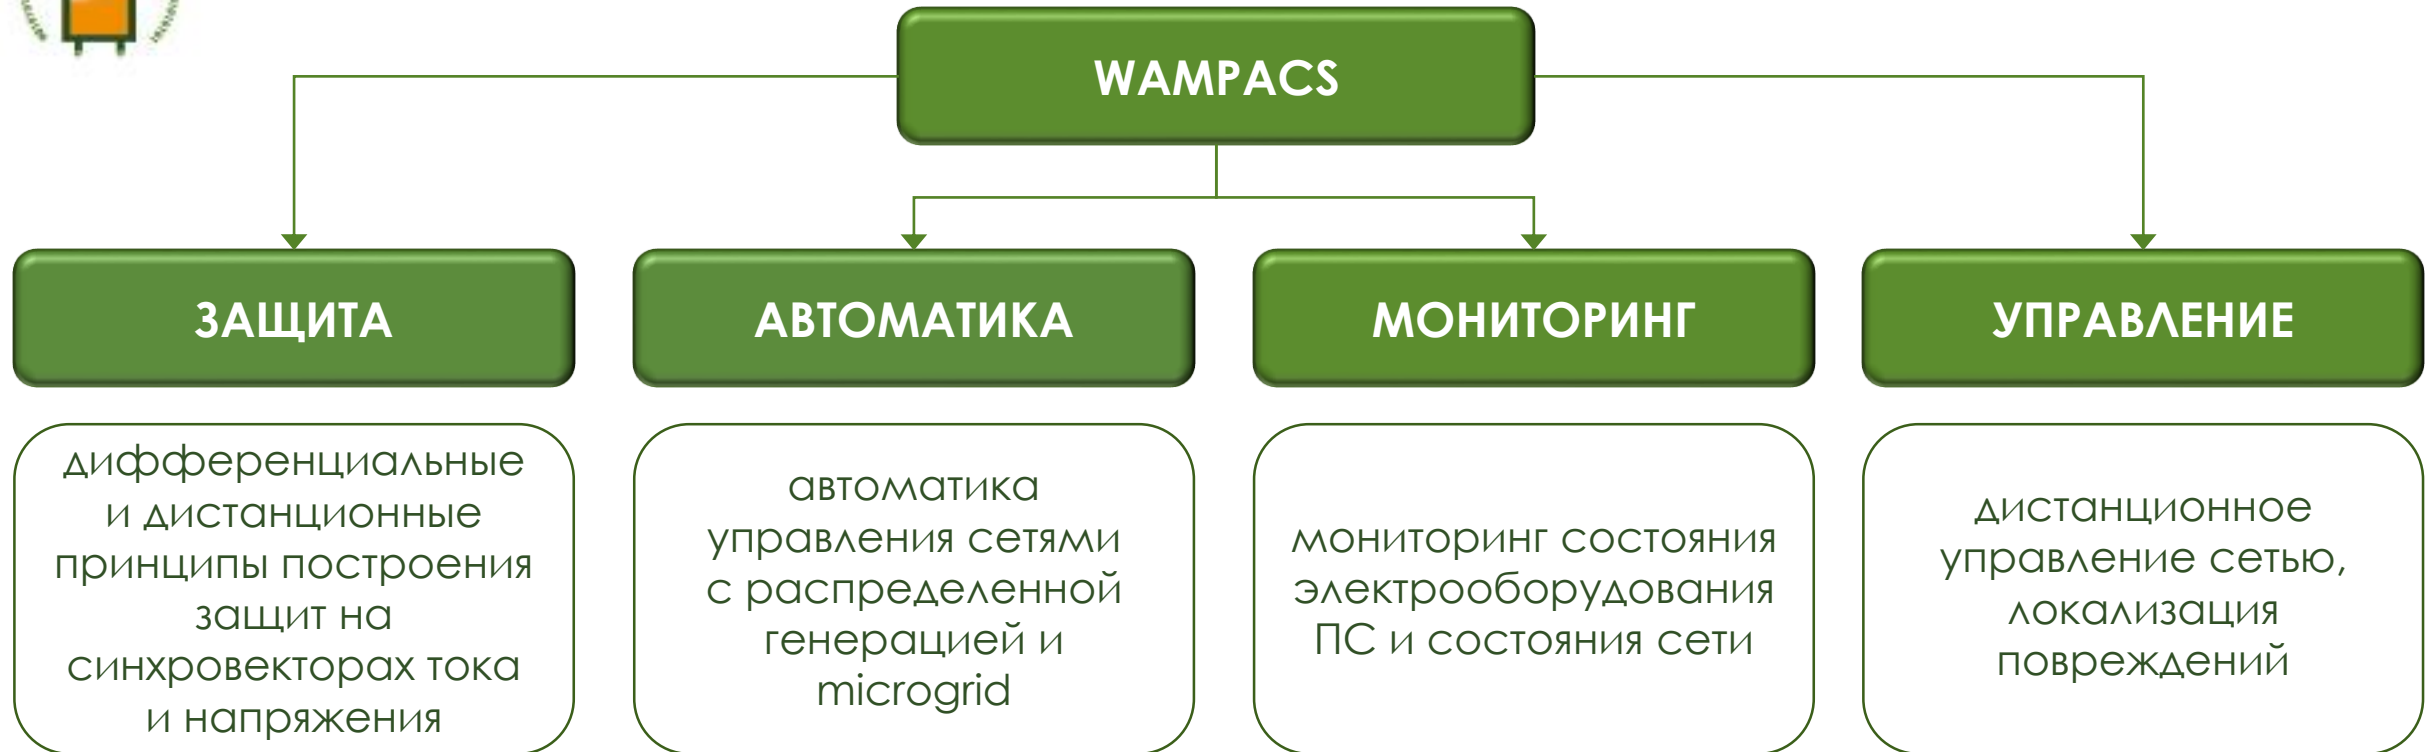 WAMPACS
ЗАЩИТА
АВТОМАТИКА
МОНИТОРИНГ
УПРАВЛЕНИЕ
дифференциальные
и дистанционные
принципы построения
защит на
синхровекторах тока
и напряжения
автоматика
управления сетями
с распределенной
генерацией и
microgrid
мониторинг состояния
электрооборудования
ПС и состояния сети
дистанционное
управление сетью,
локализация
повреждений